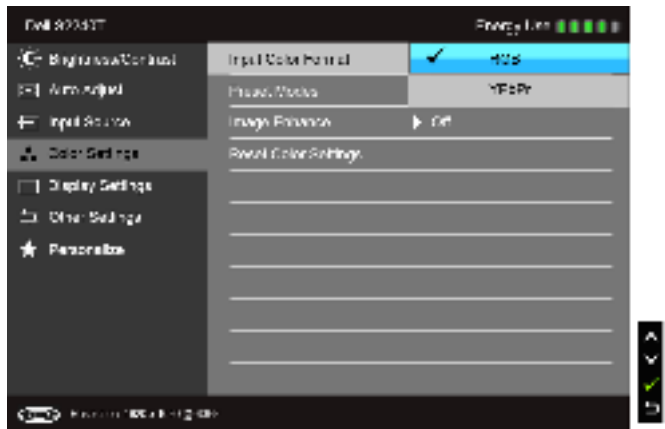 Dell S2240T
Energy Use
Brightness/Contrast
Auto Adjust
Input Source
Color Settings
Display Settings
Other Settings
Personalize
Input Color Format
Preset Modes
Image Enhance
Reset Color Settings
RGB
YPbPr
Off